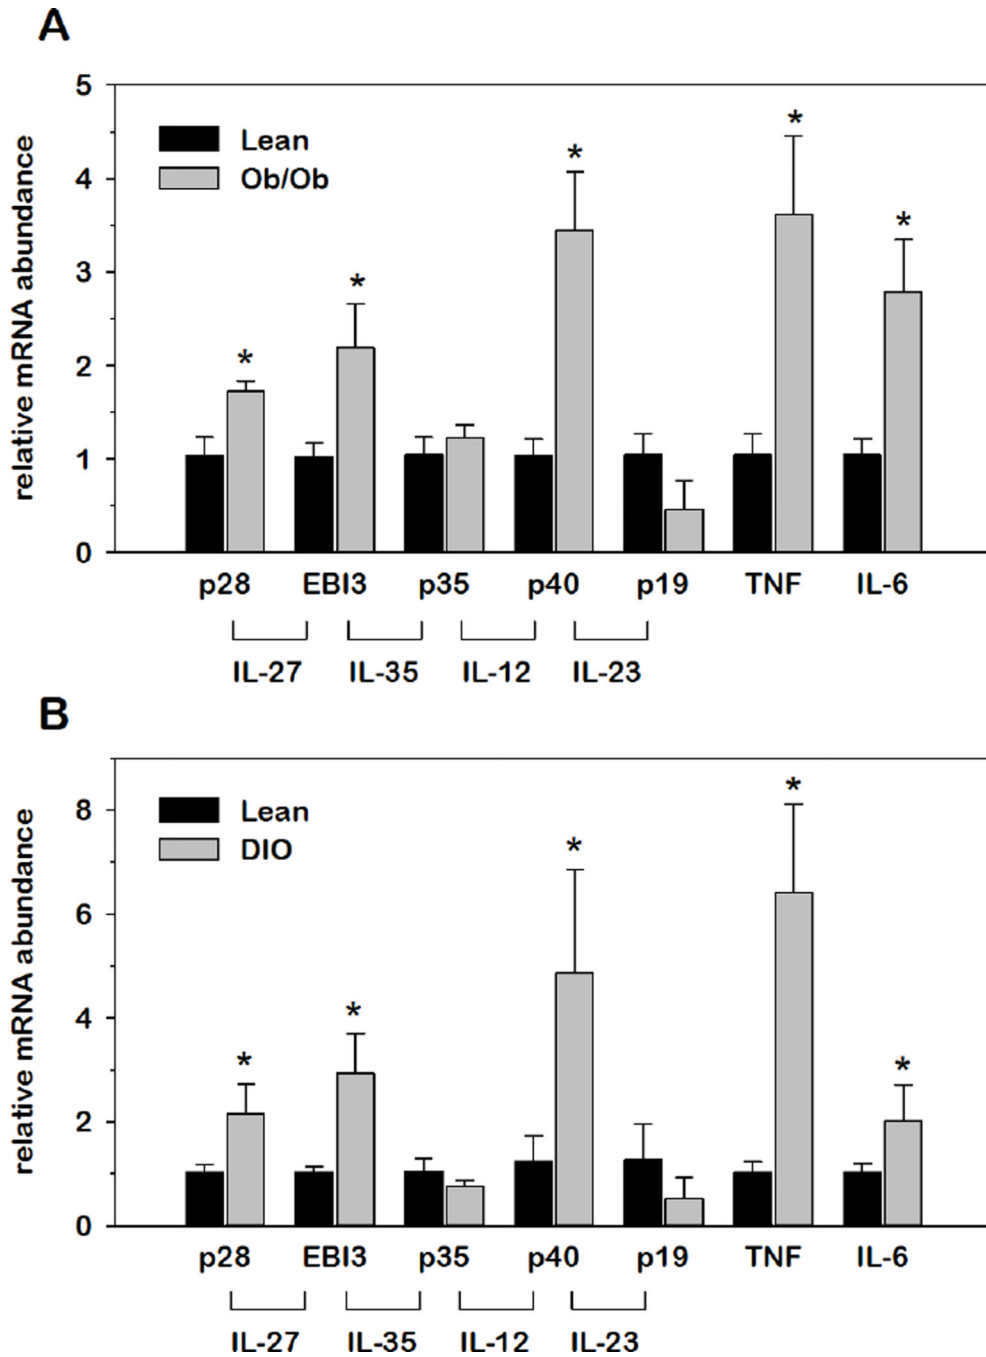 A
relative mRNA abundance
5
4
3
2
1
0
Lean
Ob/Ob
* * * * *
p28 EBI3 p35 p40 p19 TNF IL-6
IL-27 IL-35 IL-12 IL-23
B
relative mRNA abundance
8
6
4
2
0
Lean
DIO
* * * * *
p28 EBI3 p35 p40 p19 TNF IL-6
IL-27 IL-35 IL-12 IL-23